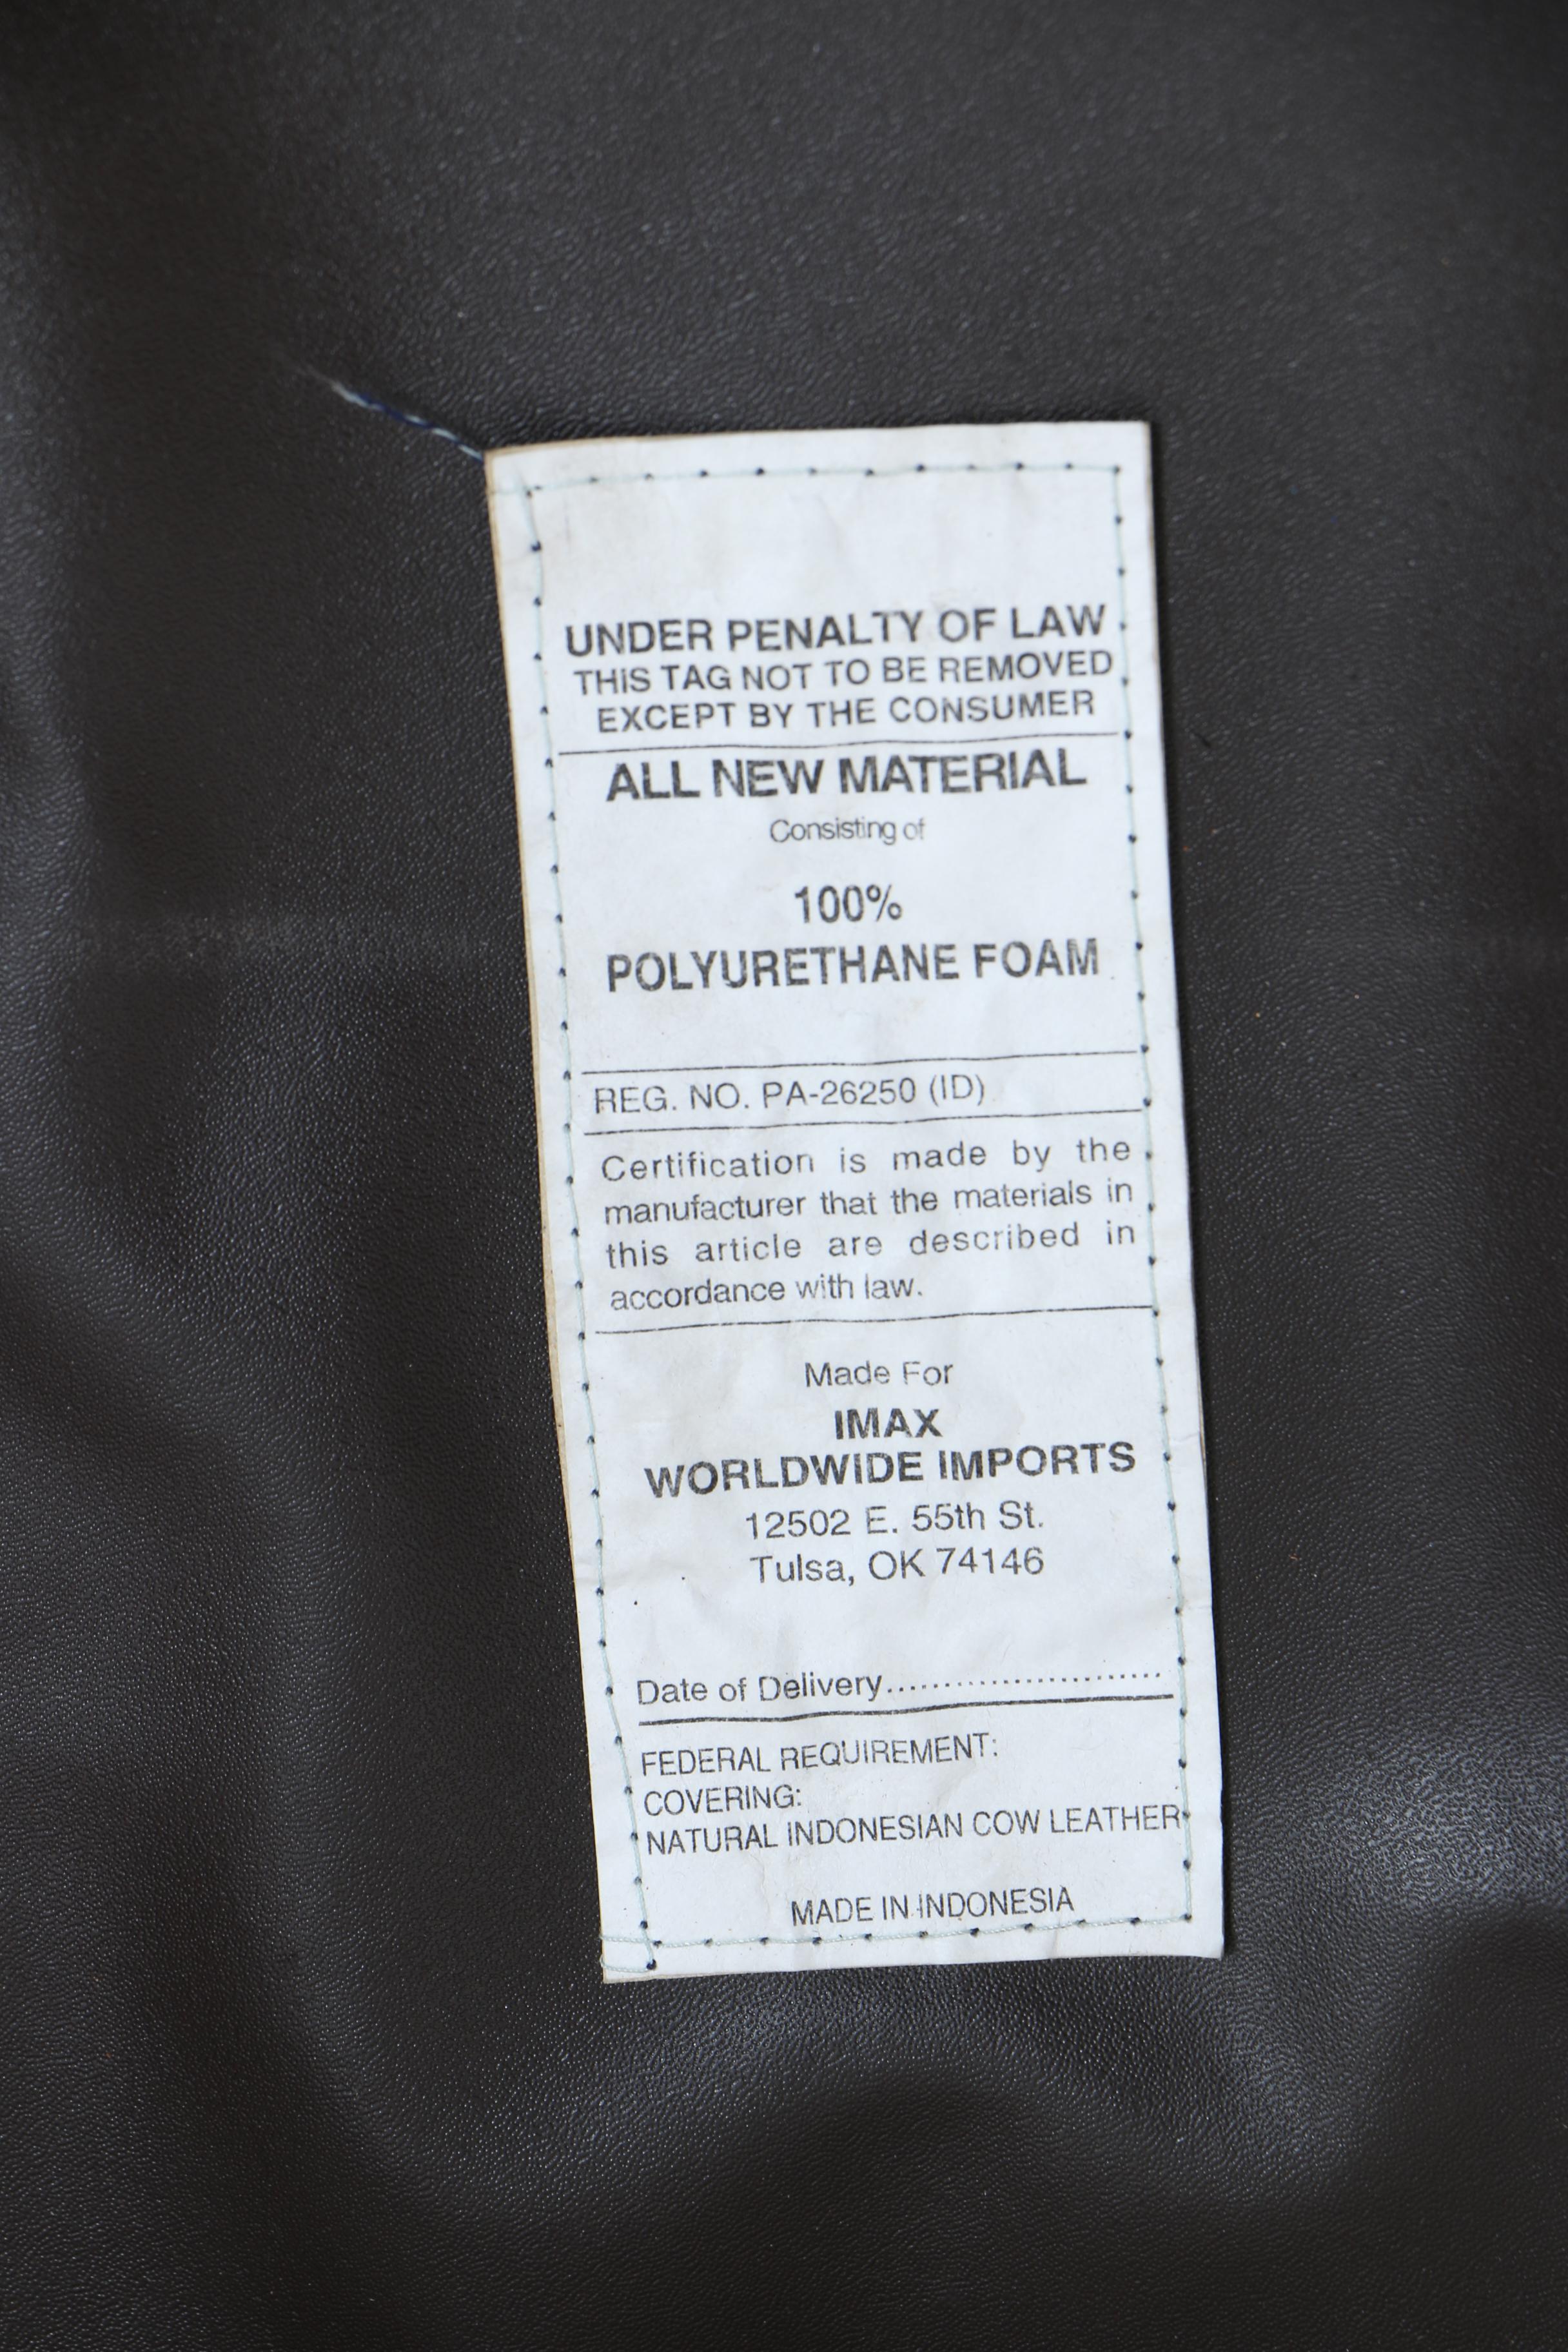 UNDER PENALTY OF LAW
THIS TAG NOT TO BE REMOVED
EXCEPT BY THE CONSUMER
ALL NEW MATERIAL
Consisting of
100%
POLYURETHANE FOAM
REG. NO. PA-26250 (ID)
Certification is made by the
manufacturer that the materials in
this article are described in
accordance with law.
Made For
IMAX
WORLDWIDE IMPORTS
12502 E. 55th St.
Tulsa, OK 74146
Date of Delivery........................
FEDERAL REQUIREMENT:
COVERING:
NATURAL INDONESIAN COW LEATHER
MADE IN INDONESIA